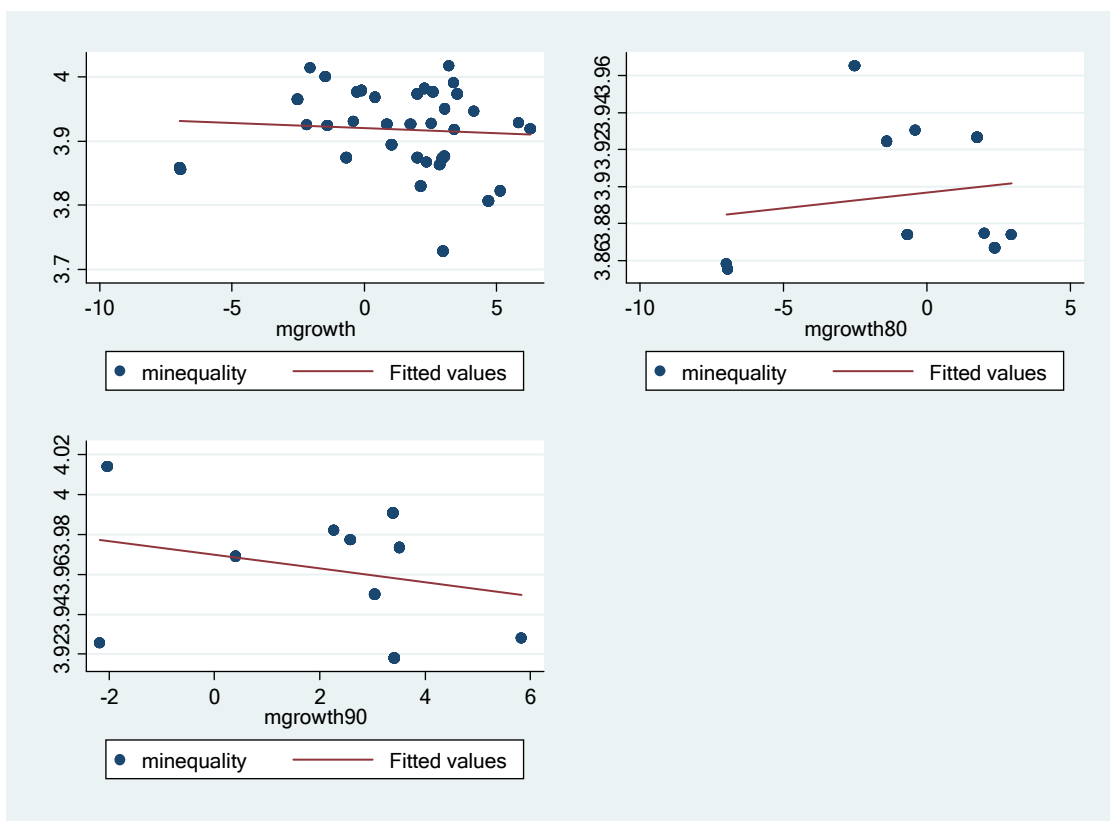 4
3.9
3.8
3.7
-10 -5 0 5
mgrowth
minequality Fitted values
3.863.883.93.923.943.96
-10 -5 0 5
mgrowth80
minequality Fitted values
3.923.943.963.98 4 4.02
-2 0 2 4 6
mgrowth90
minequality Fitted values